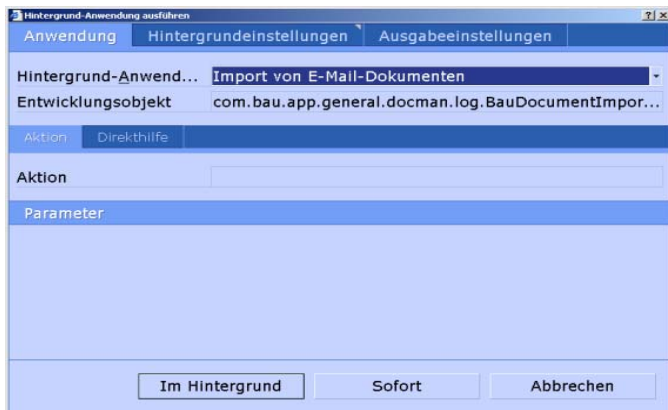 Hintergrund-Anwendung ausführen
Anwendung Hintergrundeinstellungen Ausgabeeinstellungen
Hintergrund-Anwend... Import von E-Mail-Dokumenten
Entwicklungsobjekt com.bau.app.general.docman.log.BauDocumentImpor...
Aktion Direkthilfe
Aktion
Parameter
Im Hintergrund Sofort Abbrechen